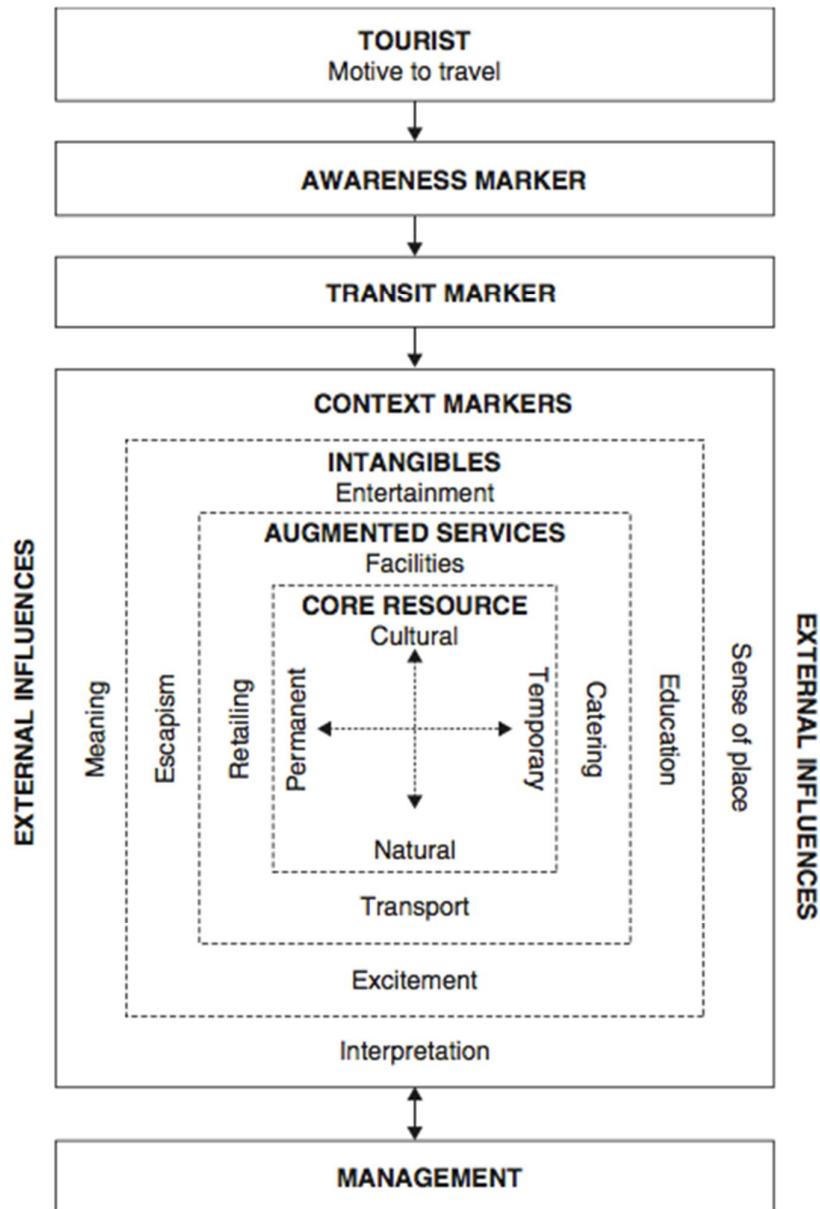 TOURIST
Motive to travel
AWARENESS MARKER
TRANSIT MARKER
CONTEXT MARKERS
INTANGIBLES
Entertainment
AUGMENTED SERVICES
Facilities
CORE RESOURCE
Cultural
EXTERNAL INFLUENCES
Meaning
Escapism
Retailing
Permanent
Temporary
Catering
Education
Sense of place
EXTERNAL INFLUENCES
Natural
Transport
Excitement
Interpretation
MANAGEMENT